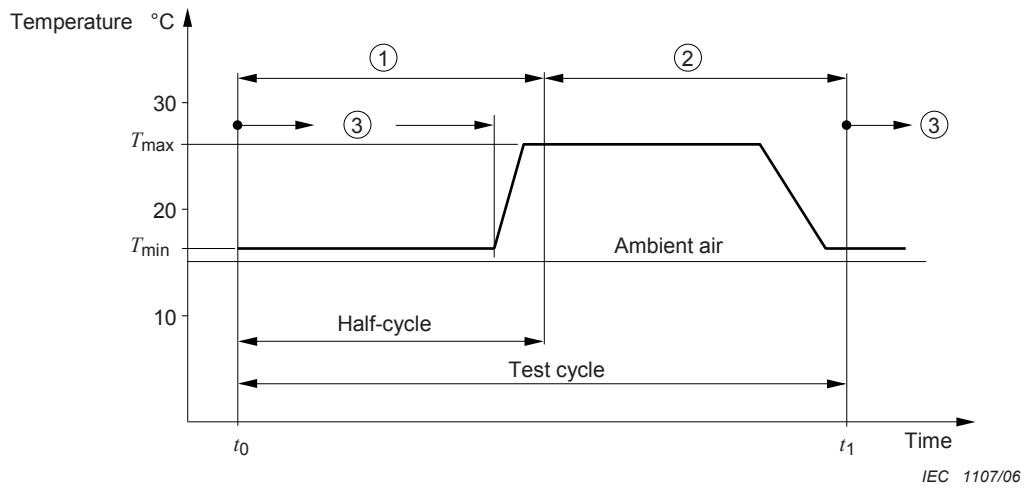 Temperature °C
① ②
30
③ ③
Tmax
20
Tmin
Ambient air
10
Half-cycle
Test cycle
t0 t1 Time
IEC 1107/06